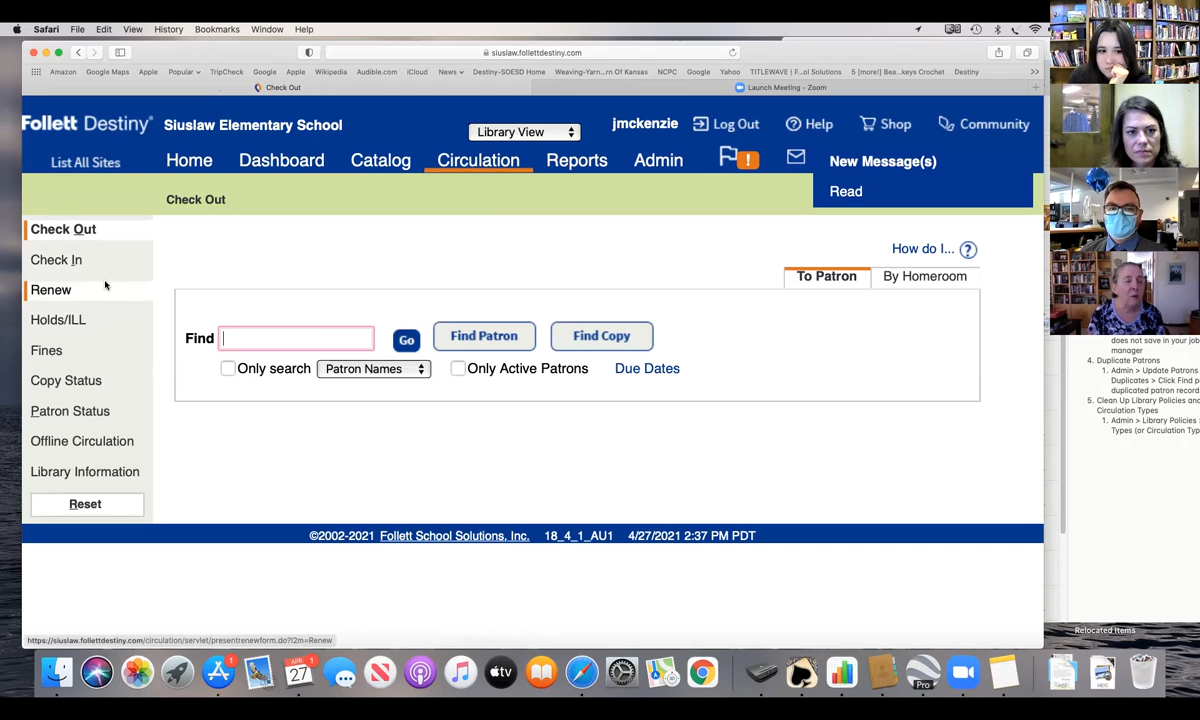 Safari File Edit View History Bookmarks Window Help
siuslaw.follettdestiny.com
Amazon Google Maps Apple Popular TripCheck Google Apple Wikipedia Audible.com iCloud News Destiny-SOESD Home Weaving-Yarn...rn Of Kansas NCPC Google Yahoo TITLEWAVE | F...ol Solutions 5 [more!] Bea...keys Crochet Destiny
Check Out
Launch Meeting - Zoom
Follett Destiny
Siuslaw Elementary School
Library View
jmckenzie
Log Out
Help
Shop
Community
List All Sites
Home Dashboard Catalog Circulation Reports Admin
!
New Message(s)
Read
Check Out
Check Out
Check In
Renew
Holds/ILL
Fines
Copy Status
Patron Status
Offline Circulation
Library Information
Reset
How do I...
?
To Patron
By Homeroom
Find
Go
Find Patron
Find Copy
Only search
Patron Names
Only Active Patrons
Due Dates
©2002-2021 Follett School Solutions, Inc. 18_4_1_AU1 4/27/2021 2:37 PM PDT
https://siuslaw.follettdestiny.com/circulation/servlet/presentrenewform.do?l2m=Renew
does not save in your job
manager
4. Duplicate Patrons
1. Admin > Update Patrons
Duplicates > Click Find p
duplicated patron record
5. Clean Up Library Policies and
Circulation Types
1. Admin > Library Policies >
Types (or Circulation Typ
Relocated Items
1
APR
27
1
tv
Pro